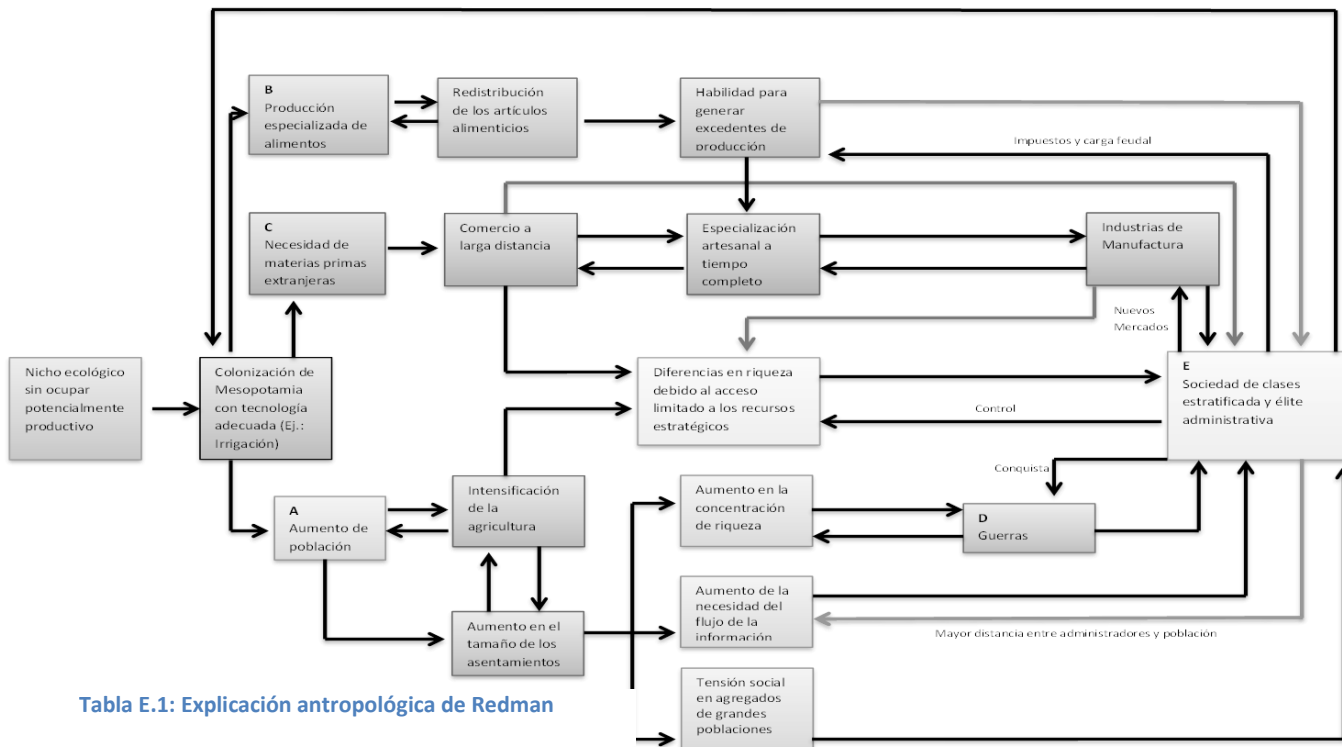 B
Producción
especializada de
alimentos
Redistribución
de los artículos
alimenticios
Habilidad para
generar
excedentes de
producción
Impuestos y carga feudal
C
Necesidad de
materias primas
extranjeras
Comercio a
larga distancia
Especialización
artesanal a
tiempo
completo
Industrias de
Manufactura
Nuevos
Mercados
Nicho ecológico
sin ocupar
potencialmente
productivo
Colonización de
Mesopotamia
con tecnología
adecuada (Ej.:
Irrigación)
Diferencias en riqueza
debido al acceso
limitado a los recursos
estratégicos
Control
E
Sociedad de clases
estratificada y élite
administrativa
Conquista
A
Aumento de
población
Intensificación
de la
agricultura
Aumento en la
concentración
de riqueza
D
Guerras
Aumento en el
tamaño de los
asentamientos
Aumento de la
necesidad del
flujo de la
información
Mayor distancia entre administradores y población
Tensión social
en agregados
de grandes
poblaciones
Tabla E.1: Explicación antropológica de Redman